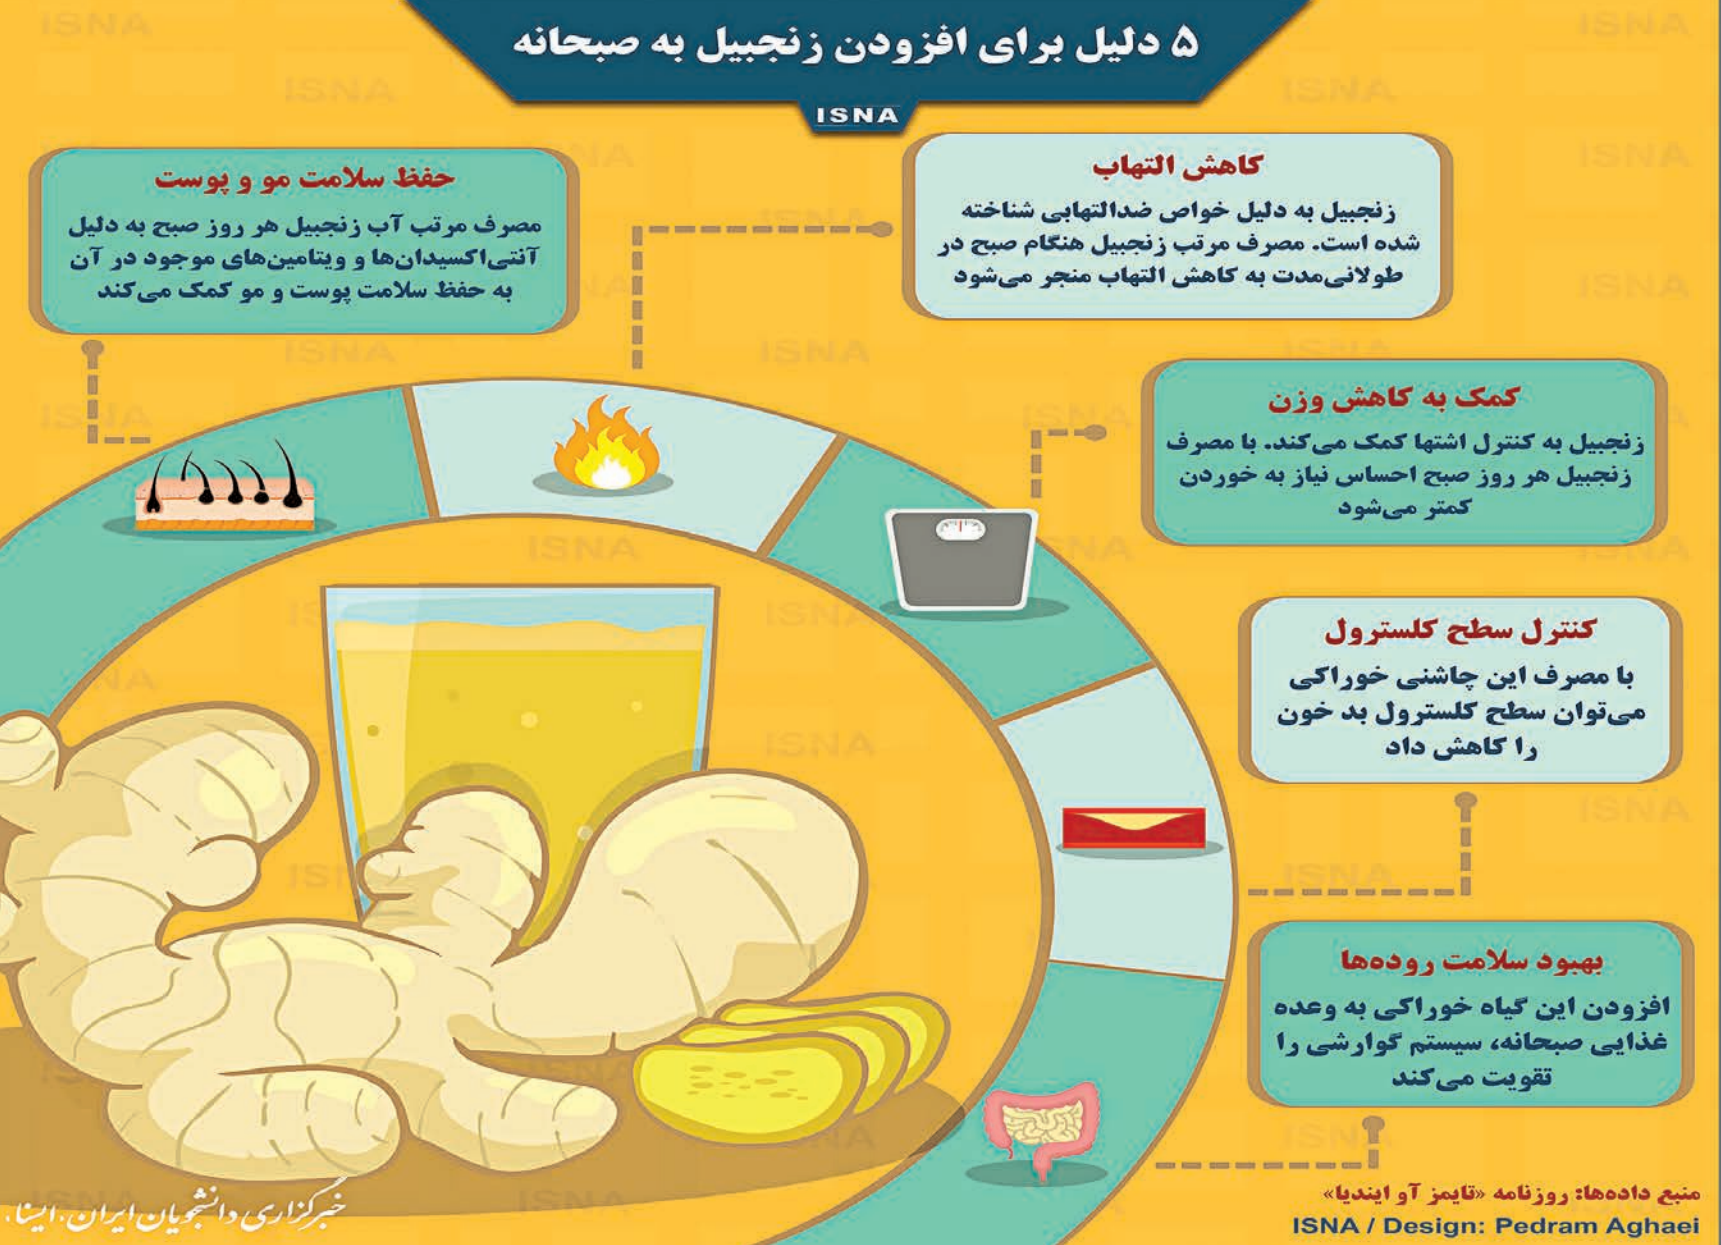 ۵ دلیل برای افزودن زنجبیل به صبحانه
ISNA
کاهش التهاب
زنجبیل به دلیل خواص ضدالتهابی شناخته
شده است. مصرف مرتب زنجبیل هنگام صبح در
طولانی‌مدت به کاهش التهاب منجر می‌شود
حفظ سلامت مو و پوست
مصرف مرتب آب زنجبیل هر روز صبح به دلیل
آنتی‌اکسیدان‌ها و ویتامین‌های موجود در آن
به حفظ سلامت پوست و مو کمک می‌کند
کمک به کاهش وزن
زنجبیل به کنترل اشتها کمک می‌کند. با مصرف
زنجبیل هر روز صبح احساس نیاز به خوردن
کمتر می‌شود
کنترل سطح کلسترول
با مصرف این چاشنی خوراکی
می‌توان سطح کلسترول بد خون
را کاهش داد
بهبود سلامت روده‌ها
افزودن این گیاه خوراکی به وعده
غذایی صبحانه، سیستم گوارشی را
تقویت می‌کند
منبع داده‌ها: روزنامه «تایمز آو ایندیا»
ISNA / Design: Pedram Aghaei
خبرگزاری دانشجویان ایران.ایسنا.